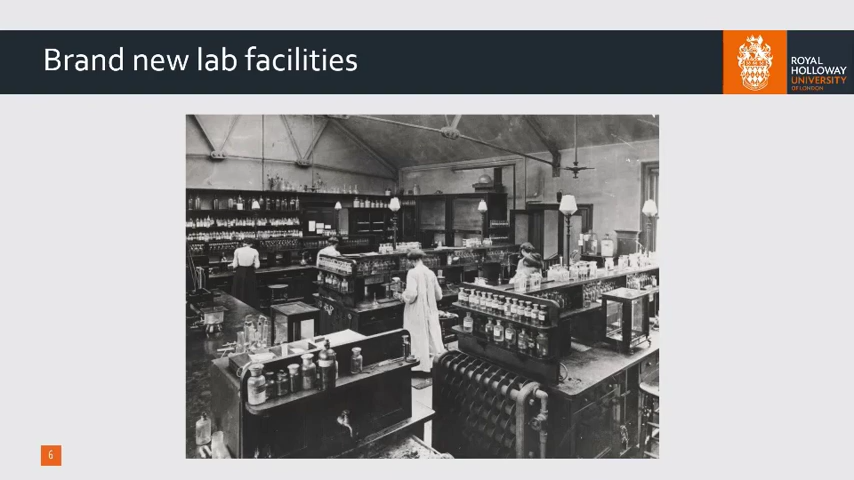 Brand new lab facilities
ROYAL
HOLLOWAY
UNIVERSITY
OF LONDON
6